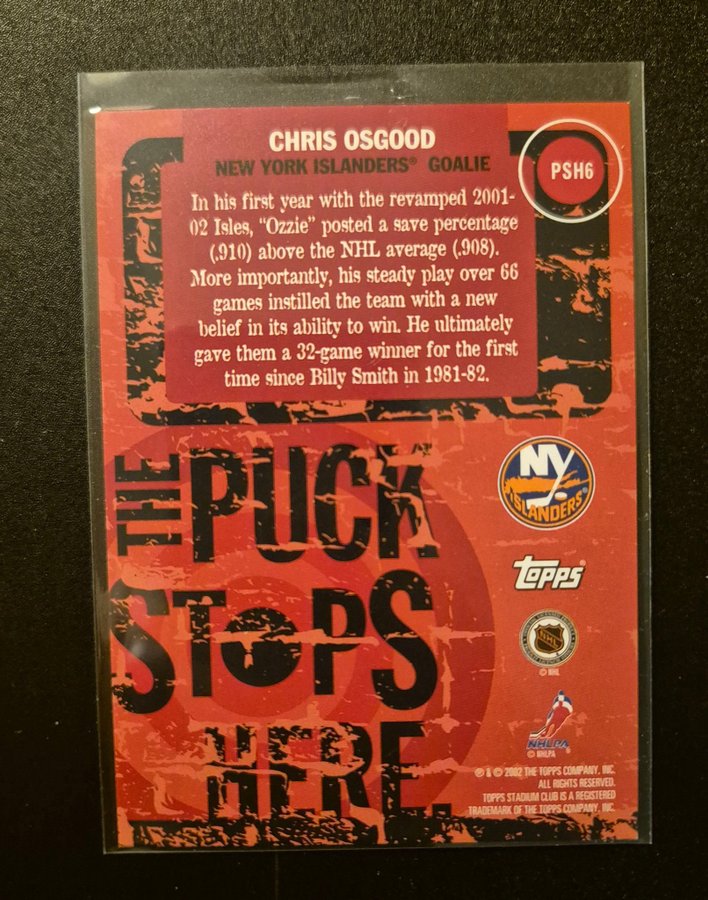 CHRIS OSGOOD
NEW YORK ISLANDERS® GOALIE
PSH6
In his first year with the revamped 2001-
02 Isles, "Ozzie" posted a save percentage
(.910) above the NHL average (.908).
More importantly, his steady play over 66
games instilled the team with a new
belief in its ability to win. He ultimately
gave them a 32-game winner for the first
time since Billy Smith in 1981-82.
THE PUCK
STOPS
HERE.
NY
ISLANDERS
Topps®
NHL
© NHL
NHLPA
© NHLPA
℗ & © 2002 THE TOPPS COMPANY, INC.
ALL RIGHTS RESERVED.
TOPPS STADIUM CLUB IS A REGISTERED
TRADEMARK OF THE TOPPS COMPANY, INC.